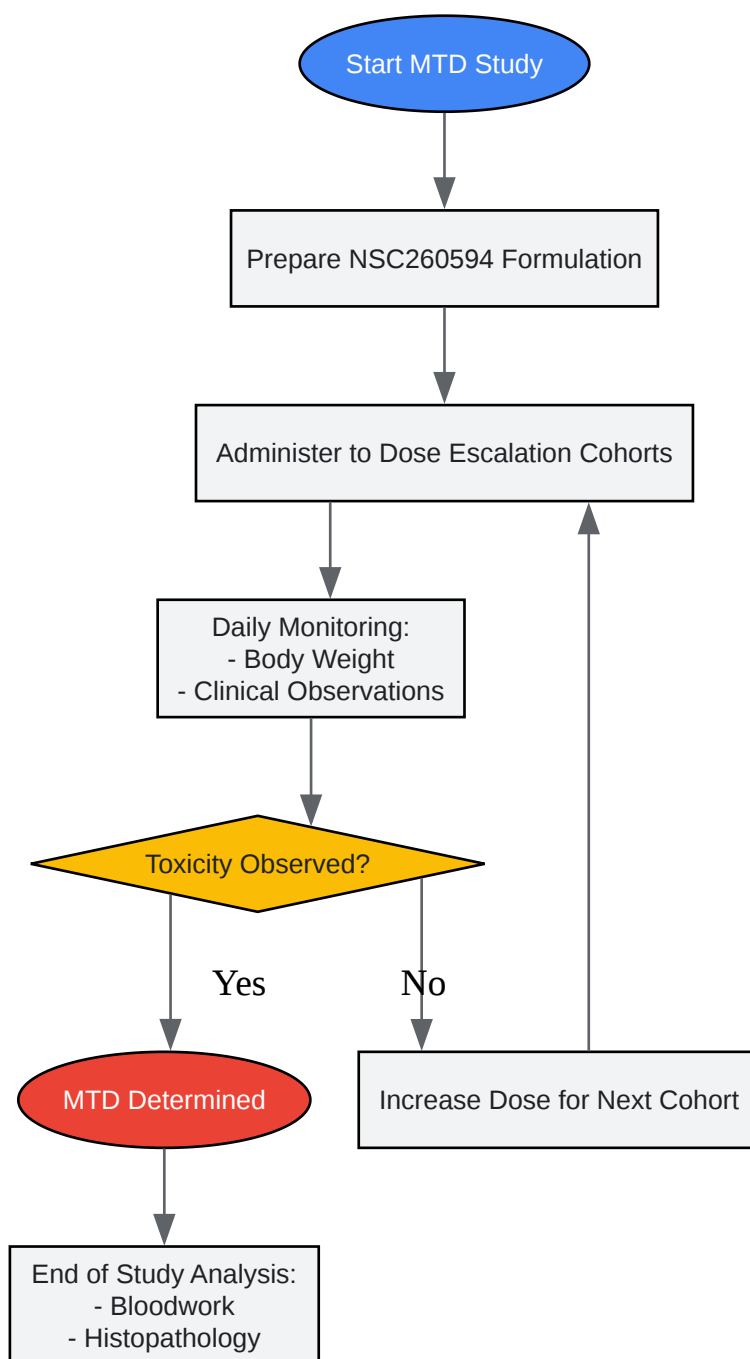 Start MTD Study
Prepare NSC260594 Formulation
Administer to Dose Escalation Cohorts
Daily Monitoring:
- Body Weight
- Clinical Observations
Toxicity Observed?
Yes
No
MTD Determined
Increase Dose for Next Cohort
End of Study Analysis:
- Bloodwork
- Histopathology